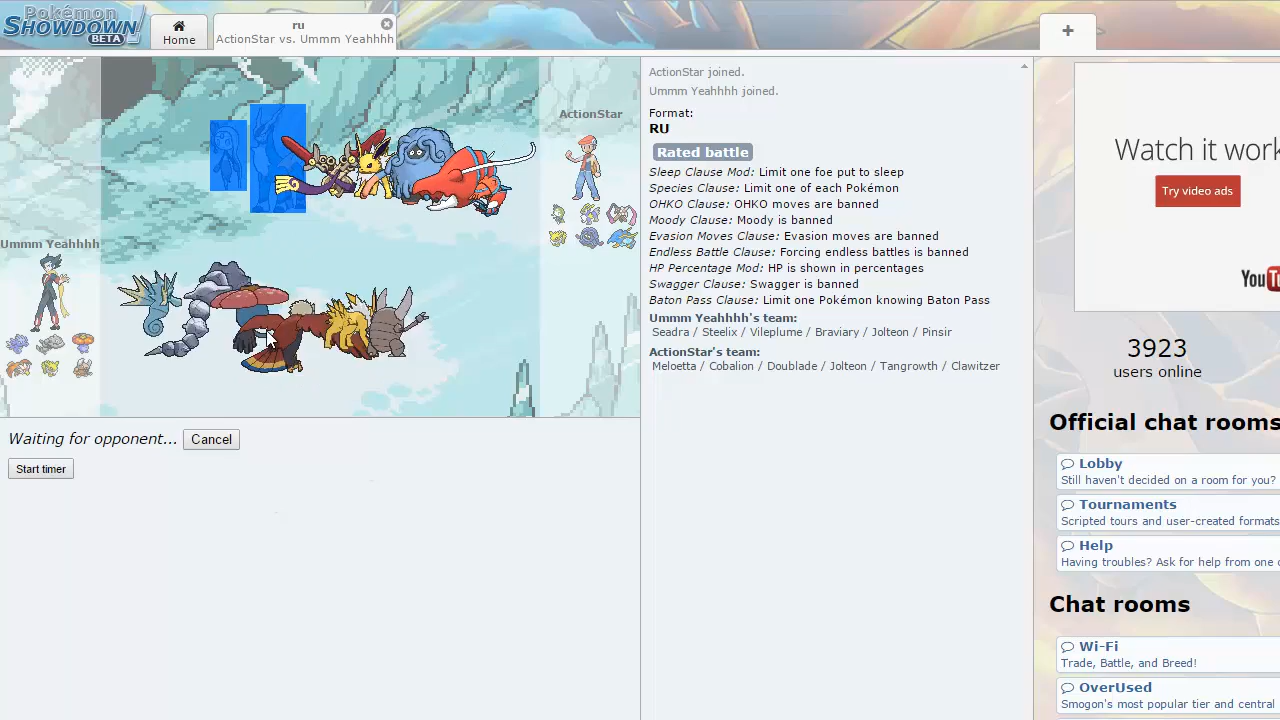 Pokémon
SHOWDOWN!
BETA
Home
ru
ActionStar vs. Ummm Yeahhhh
+
ActionStar
Ummm Yeahhhh
Waiting for opponent... Cancel
Start timer
ActionStar joined.
Ummm Yeahhhh joined.
Format:
RU
Rated battle
Sleep Clause Mod: Limit one foe put to sleep
Species Clause: Limit one of each Pokémon
OHKO Clause: OHKO moves are banned
Moody Clause: Moody is banned
Evasion Moves Clause: Evasion moves are banned
Endless Battle Clause: Forcing endless battles is banned
HP Percentage Mod: HP is shown in percentages
Swagger Clause: Swagger is banned
Baton Pass Clause: Limit one Pokémon knowing Baton Pass
Ummm Yeahhhh's team:
Seadra / Steelix / Vileplume / Braviary / Jolteon / Pinsir
ActionStar's team:
Meloetta / Cobalion / Doublade / Jolteon / Tangrowth / Clawitzer
Watch it work
Try video ads
You
3923
users online
Official chat rooms
Lobby
Still haven't decided on a room for you?
Tournaments
Scripted tours and user-created formats
Help
Having troubles? Ask for help from one
Chat rooms
Wi-Fi
Trade, Battle, and Breed!
OverUsed
Smogon's most popular tier and central